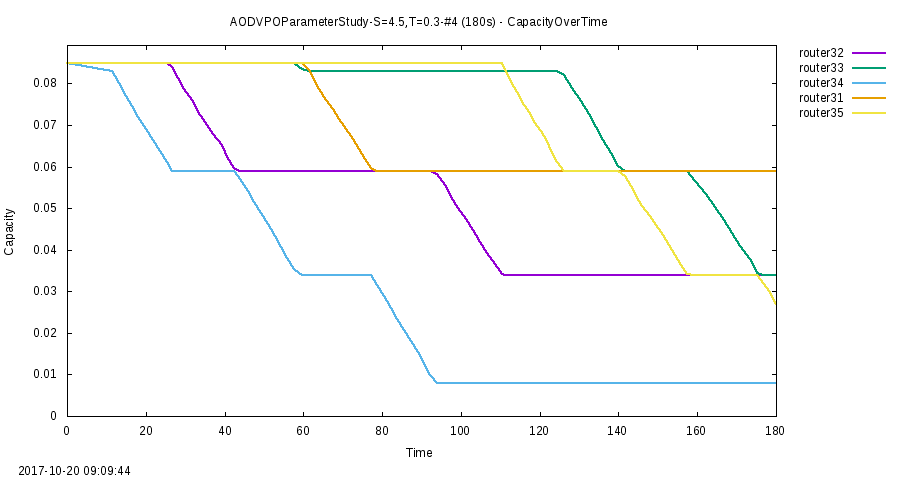 AODVPOParameterStudy-S=4.5,T=0.3-#4 (180s) - CapacityOverTime
router32
router33
router34
router31
router35
0.08
0.07
0.06
0.05
0.04
0.03
0.02
0.01
0
Capacity
0 20 40 60 80 100 120 140 160 180
Time
2017-10-20 09:09:44